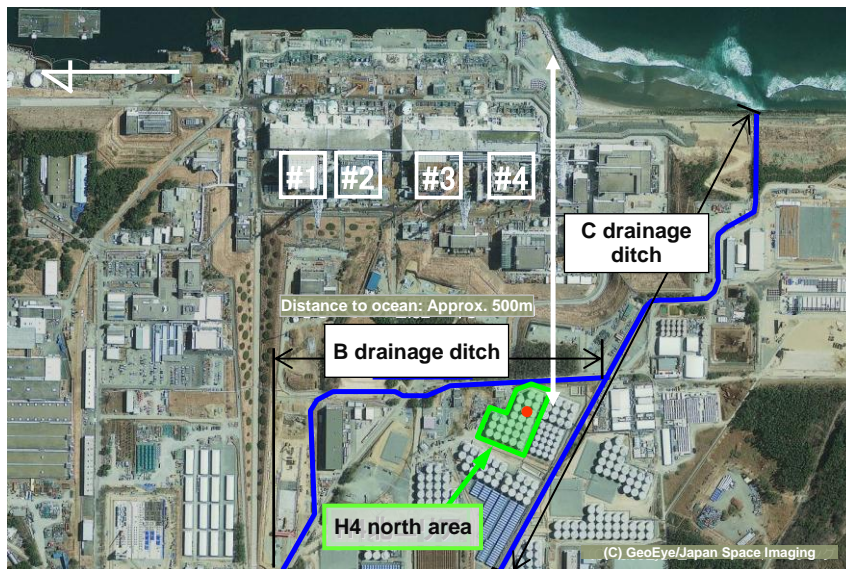 #1 #2 #3 #4
C drainage
ditch
Distance to ocean: Approx. 500m
B drainage ditch
H4 north area
(C) GeoEye/Japan Space Imaging